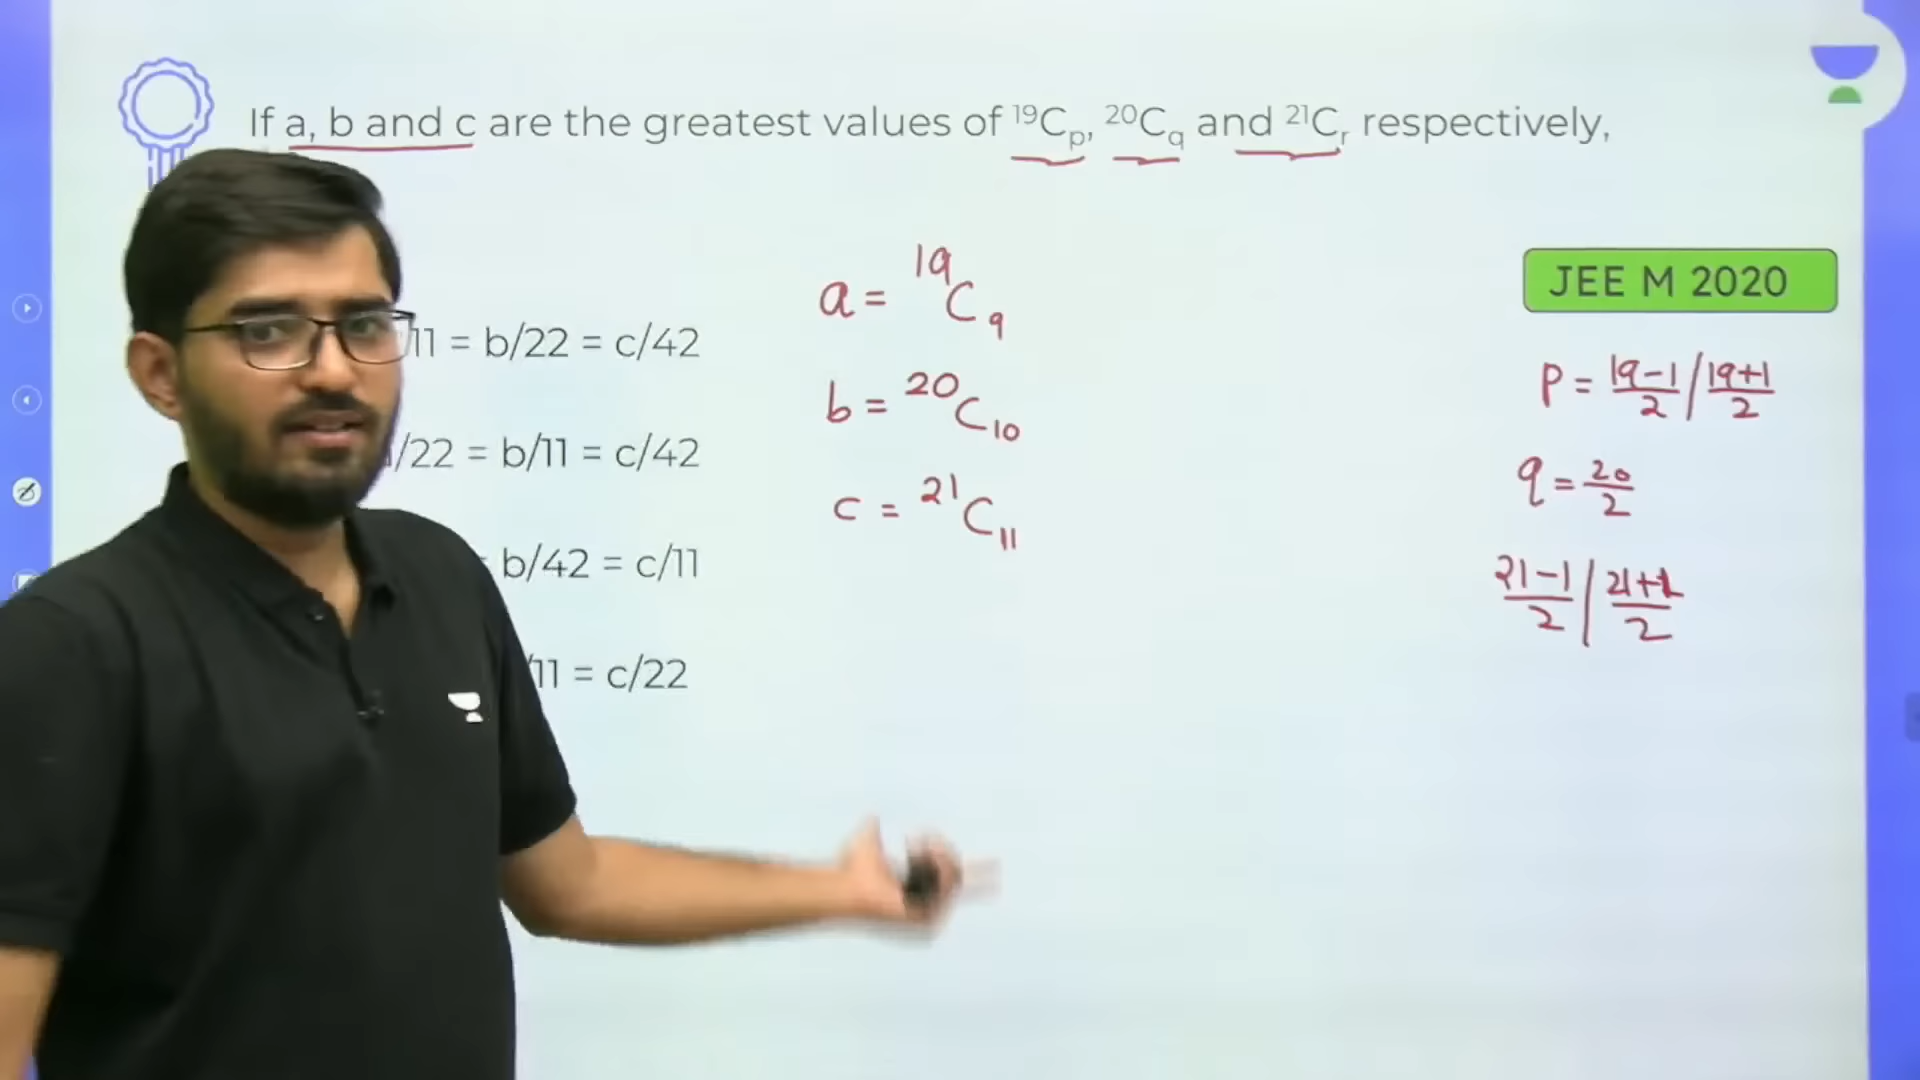 If a, b and c are the greatest values of ¹⁹Cₚ, ²⁰C_q and ²¹Cᵣ respectively,
JEE M 2020
11 = b/22 = c/42
/22 = b/11 = c/42
b/42 = c/11
/11 = c/22
a = ¹⁹C₉
b = ²⁰C₁₀
c = ²¹C₁₁
p = 19-1/2 / 19+1/2
q = 20/2
21-1/2 / 21+1/2